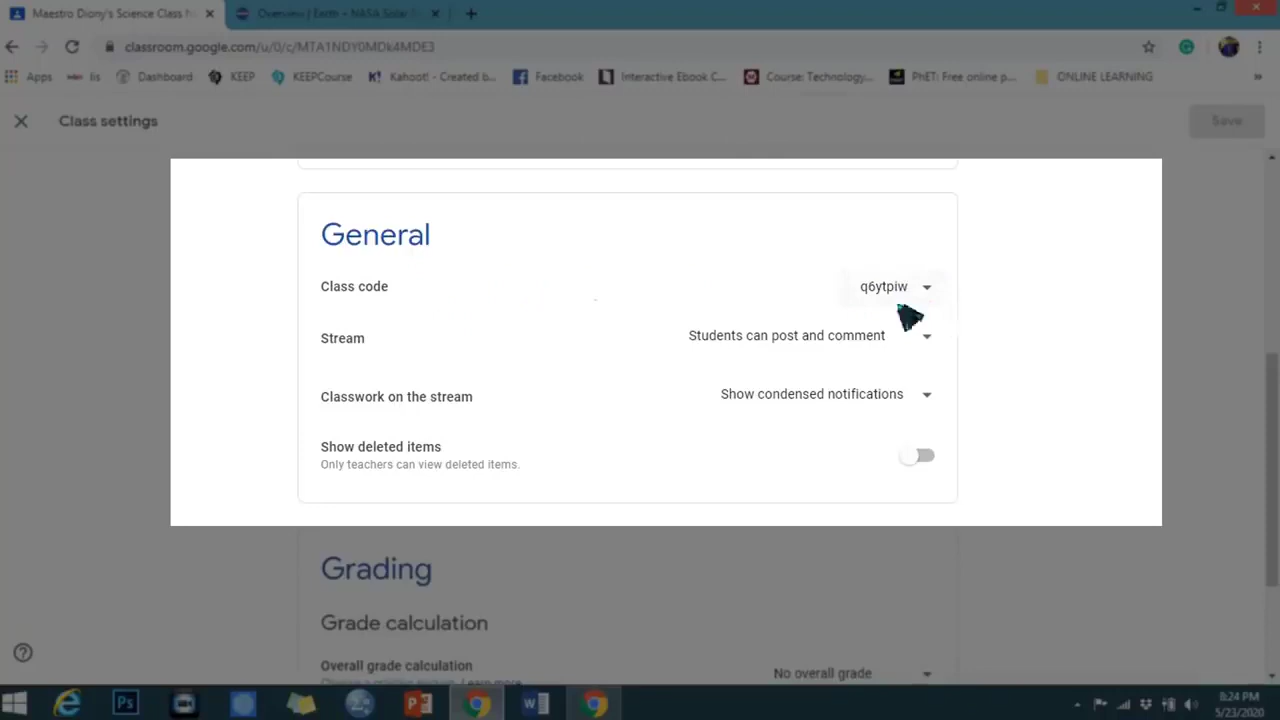 Maestro Diony's Science Class
Overview | Earth – NASA Solar
classroom.google.com/u/0/c/MTA1NDY0MDk4MDE3
Apps
lis
Dashboard
KEEP
KEEPCourse
Kahoot! - Created b...
Facebook
Interactive Ebook C...
Course: Technology...
PhET: Free online p...
ONLINE LEARNING
Class settings
Save
General
Class code
q6ytpiw
Stream
Students can post and comment
Classwork on the stream
Show condensed notifications
Show deleted items
Only teachers can view deleted items.
Grading
Grade calculation
Overall grade calculation
No overall grade
Learn more
8:24 PM
5/23/2020